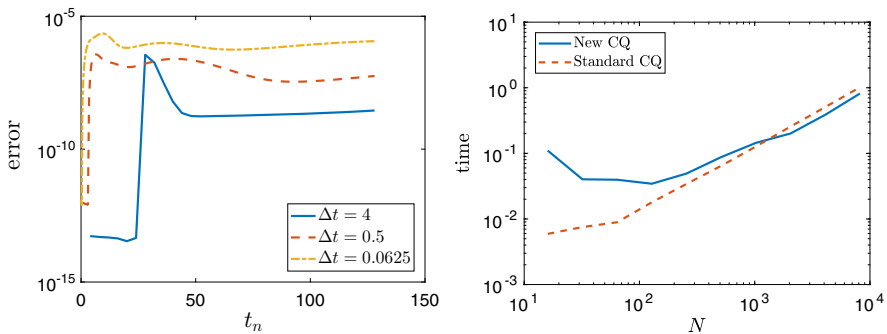 error
10^-5
10^-10
10^-15
0
50
100
150
t_n
Δt = 4
Δt = 0.5
Δt = 0.0625
time
10^1
10^0
10^-1
10^-2
10^-3
10^1
10^2
10^3
10^4
N
New CQ
Standard CQ